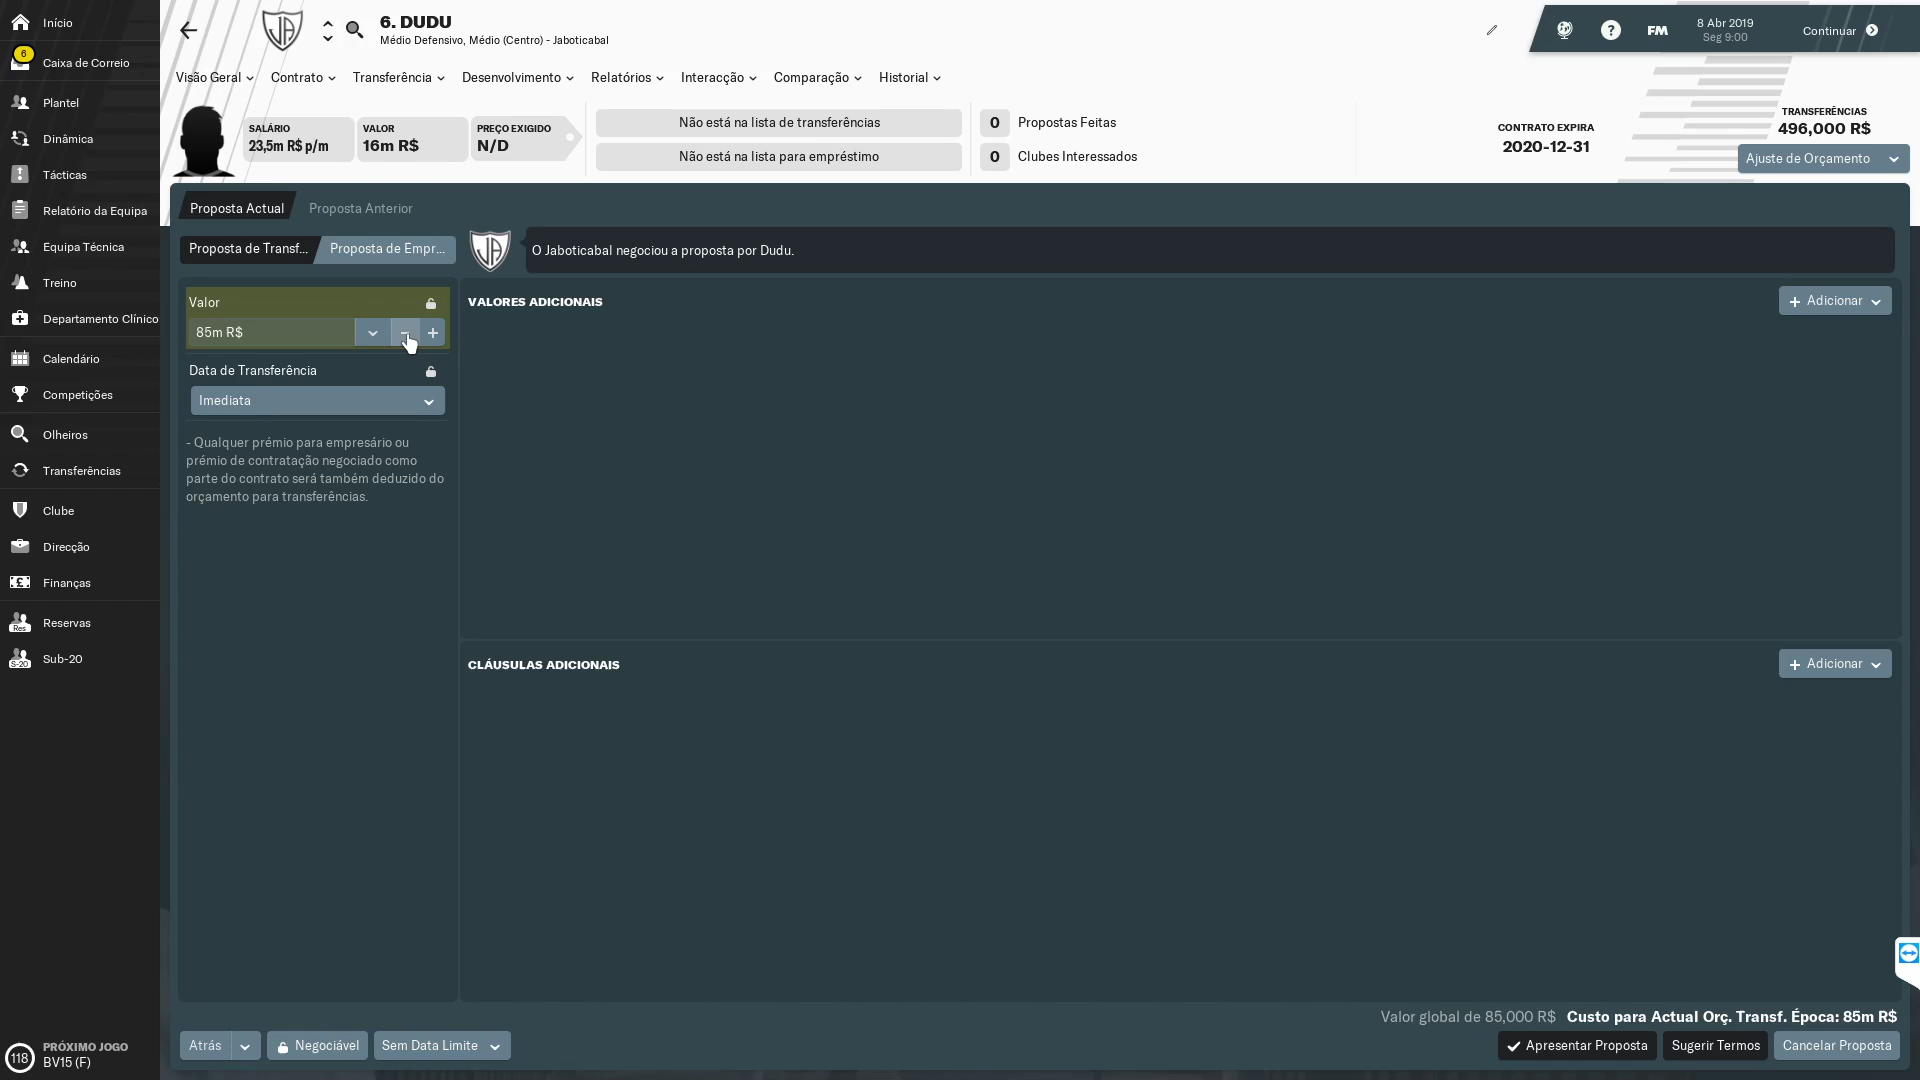 Início
6
Caixa de Correio
Plantel
Dinâmica
Tácticas
Relatório da Equipa
Equipa Técnica
Treino
Departamento Clínico
Calendário
Competições
Olheiros
Transferências
Clube
Direcção
Finanças
Res
Reservas
S-20
Sub-20
118
PRÓXIMO JOGO
BV15 (F)
JA
6. DUDU
Médio Defensivo, Médio (Centro) - Jaboticabal
?
FM
8 Abr 2019
Seg 9:00
Continuar
Visão Geral Contrato Transferência Desenvolvimento Relatórios Interacção Comparação Historial
SALÁRIO
23,5m R$ p/m
VALOR
16m R$
PREÇO EXIGIDO
N/D
Não está na lista de transferências
Não está na lista para empréstimo
0 Propostas Feitas
0 Clubes Interessados
CONTRATO EXPIRA
2020-12-31
TRANSFERÊNCIAS
496,000 R$
Ajuste de Orçamento
Proposta Actual Proposta Anterior
Proposta de Transf... Proposta de Empr...
JA
O Jaboticabal negociou a proposta por Dudu.
Valor
85m R$
Data de Transferência
Imediata
- Qualquer prémio para empresário ou
prémio de contratação negociado como
parte do contrato será também deduzido do
orçamento para transferências.
VALORES ADICIONAIS
+ Adicionar
CLÁUSULAS ADICIONAIS
+ Adicionar
Valor global de 85,000 R$ Custo para Actual Orç. Transf. Época: 85m R$
Atrás Negociável Sem Data Limite Apresentar Proposta Sugerir Termos Cancelar Proposta